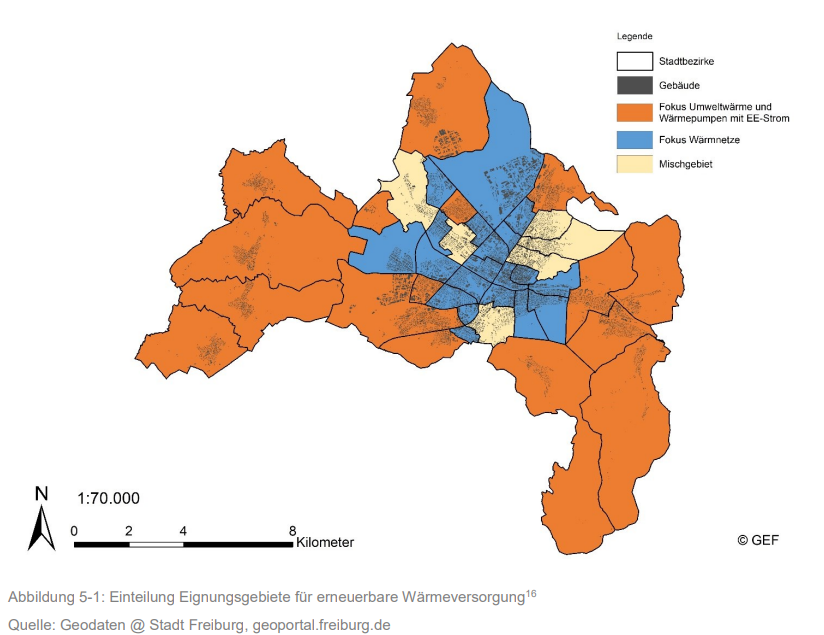 Legende
Stadtbezirke
Gebäude
Fokus Umweltwärme und
Wärmepumpen mit EE-Strom
Fokus Wärmnetze
Mischgebiet
N
1:70.000
0 2 4 8
Kilometer
© GEF
Abbildung 5-1: Einteilung Eignungsgebiete für erneuerbare Wärmeversorgung16
Quelle: Geodaten @ Stadt Freiburg, geoportal.freiburg.de